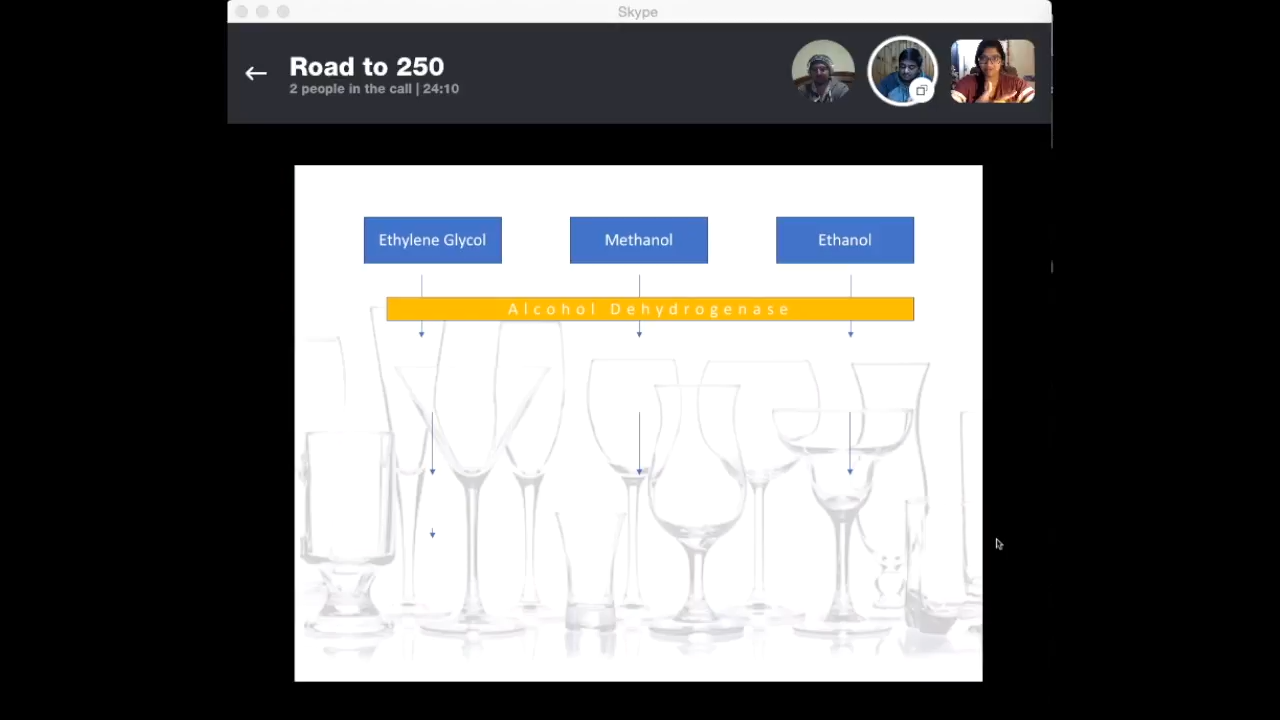 Skype
Road to 250
2 people in the call | 24:10
Ethylene Glycol
Methanol
Ethanol
Alcohol Dehydrogenase